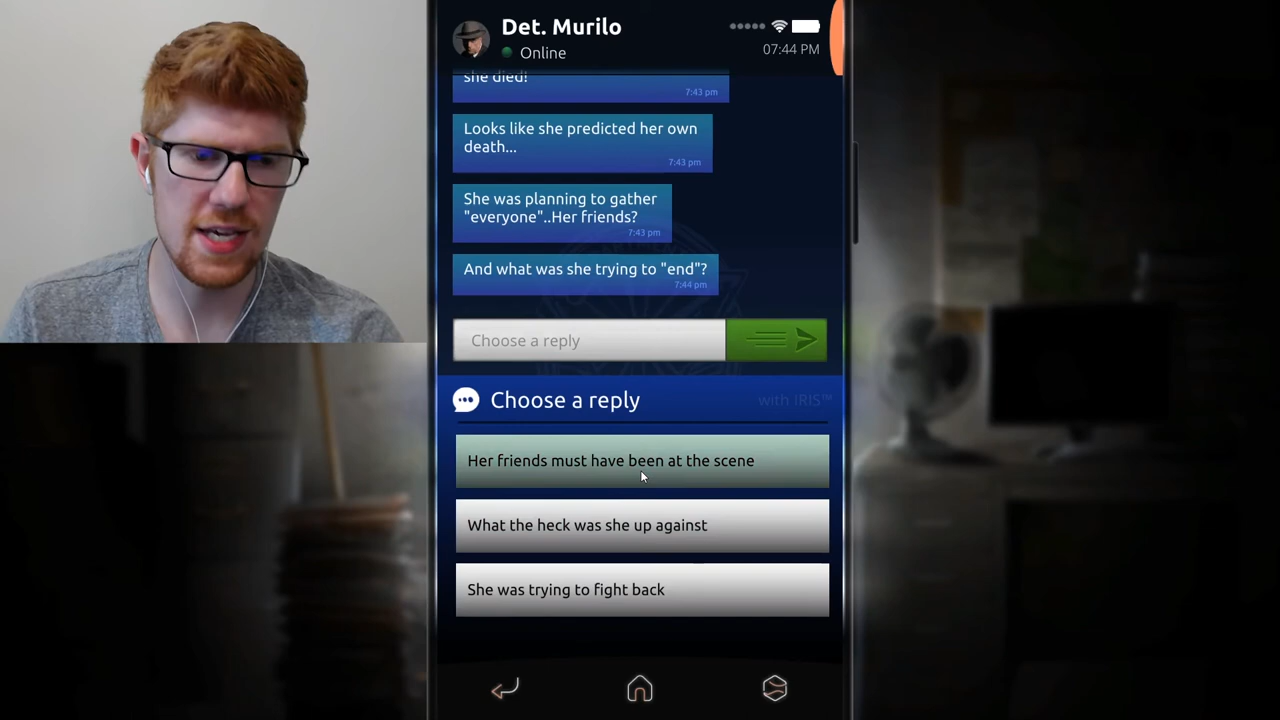 Det. Murilo
Online
07:44 PM
she died!
7:43 pm
Looks like she predicted her own
death...
7:43 pm
She was planning to gather
"everyone"..Her friends?
7:43 pm
And what was she trying to "end"?
7:44 pm
Choose a reply
Choose a reply
with IRIS™
Her friends must have been at the scene
What the heck was she up against
She was trying to fight back